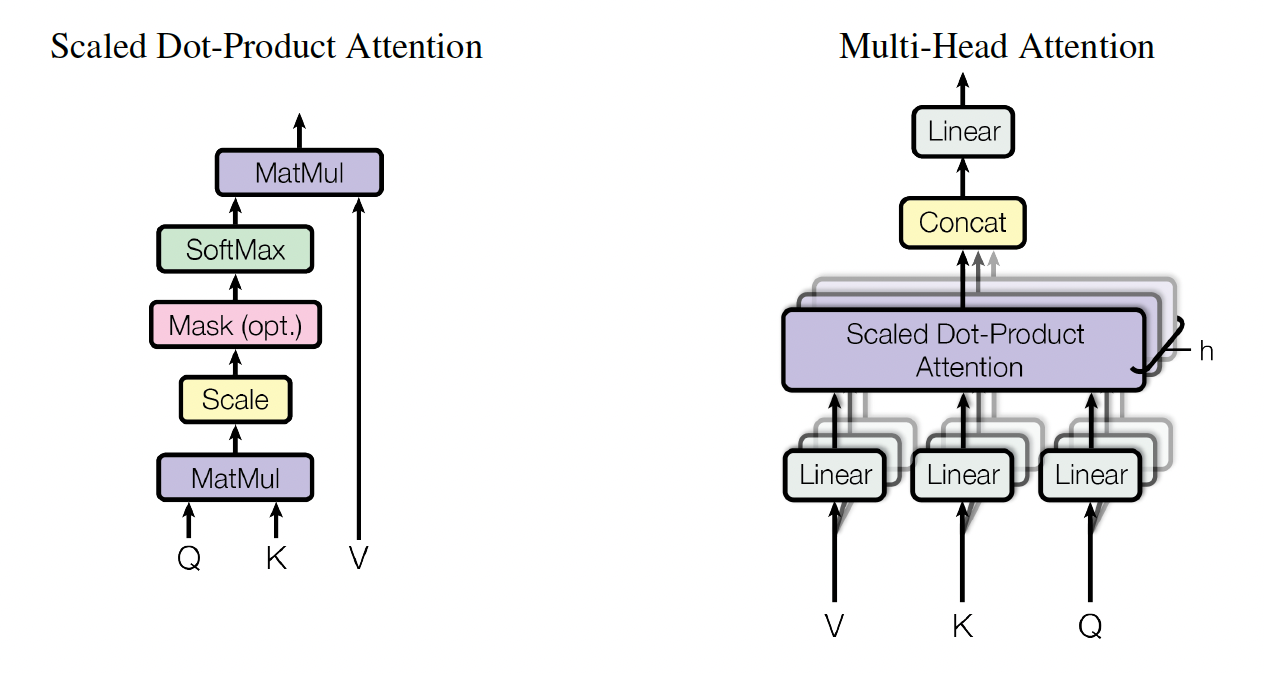 Scaled Dot-Product Attention
MatMul
SoftMax
Mask (opt.)
Scale
MatMul
Q K V
Multi-Head Attention
Linear
Concat
Scaled Dot-Product
Attention
h
Linear Linear Linear
V K Q